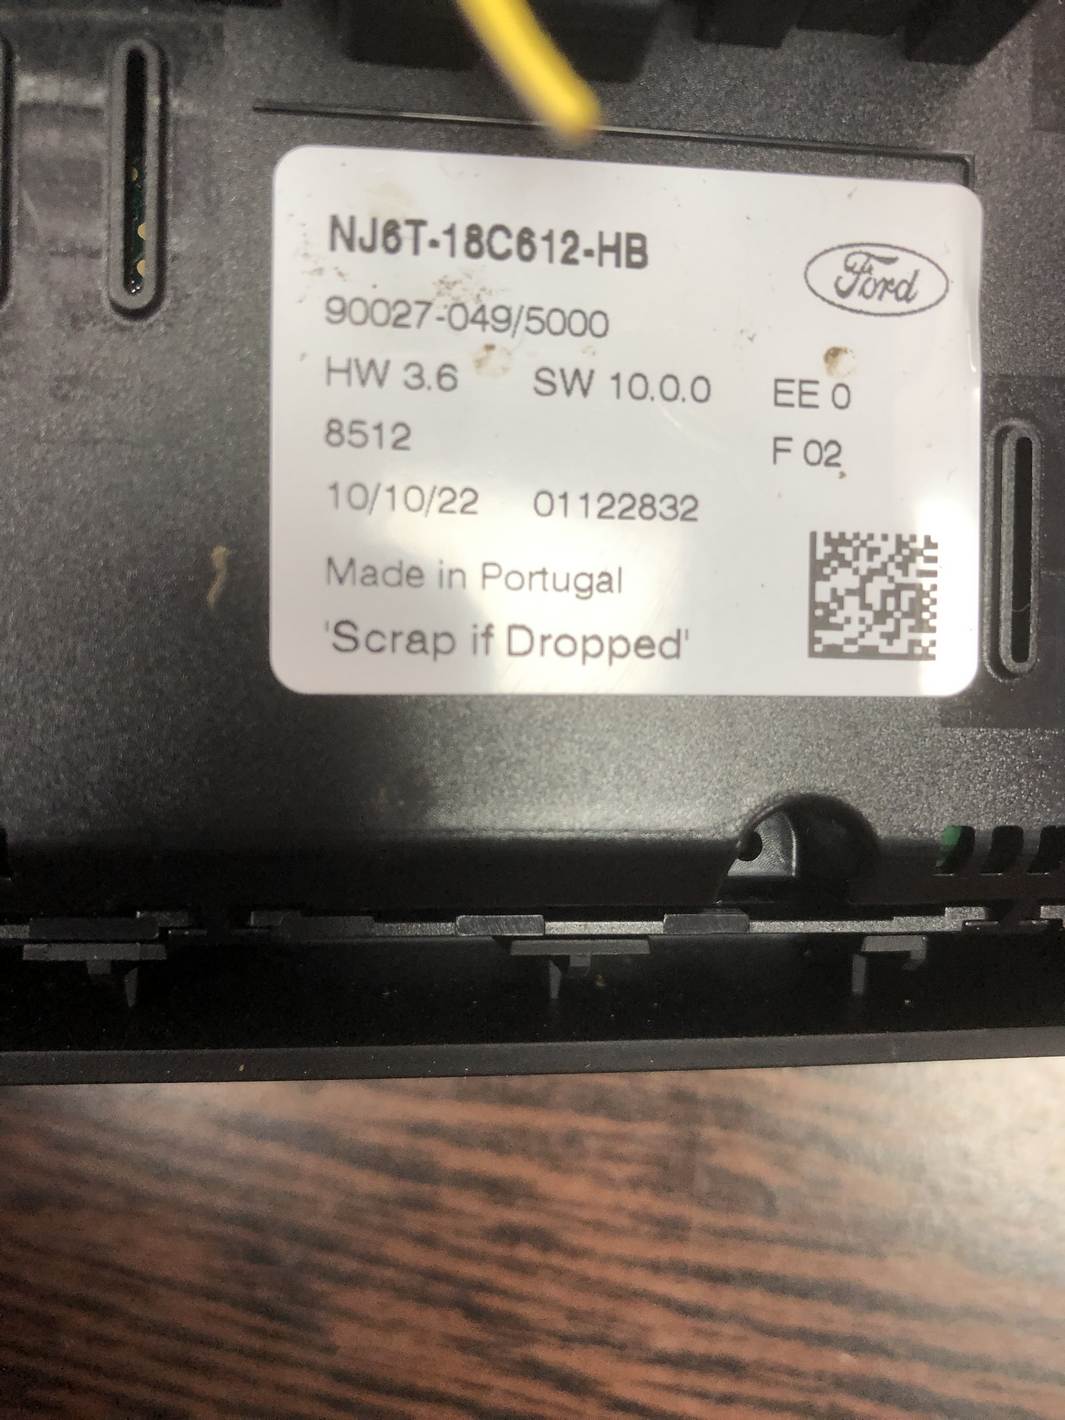 NJ6T-18C612-HB
Ford
90027-049/5000
HW 3.6 SW 10.0.0 EE 0
8512 F 02
10/10/22 01122832
Made in Portugal
'Scrap if Dropped'